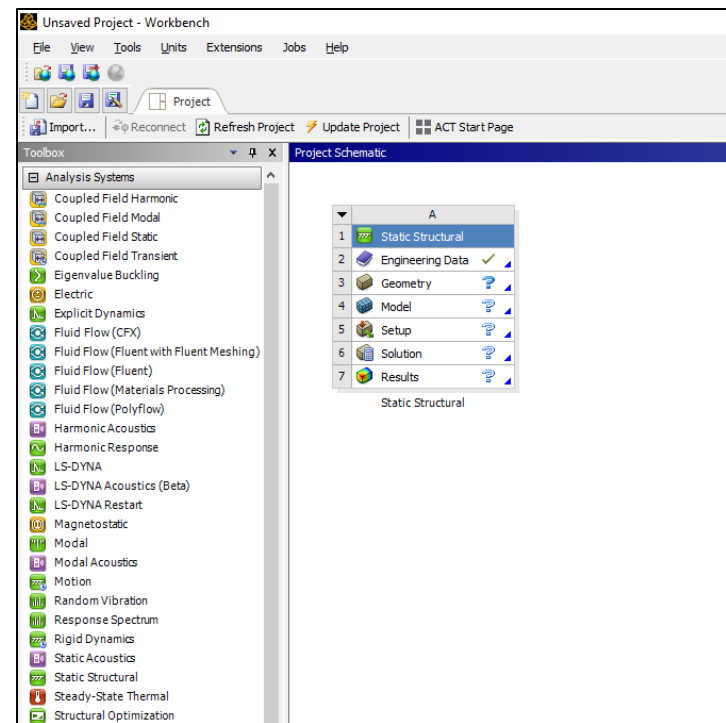 Unsaved Project - Workbench
File View Tools Units Extensions Jobs Help
Project
Import... Reconnect Refresh Project Update Project ACT Start Page
Toolbox
Project Schematic
Analysis Systems
Coupled Field Harmonic
Coupled Field Modal
Coupled Field Static
Coupled Field Transient
Eigenvalue Buckling
Electric
Explicit Dynamics
Fluid Flow (CFX)
Fluid Flow (Fluent with Fluent Meshing)
Fluid Flow (Fluent)
Fluid Flow (Materials Processing)
Fluid Flow (Polyflow)
Harmonic Acoustics
Harmonic Response
LS-DYNA
LS-DYNA Acoustics (Beta)
LS-DYNA Restart
Magnetostatic
Modal
Modal Acoustics
Motion
Random Vibration
Response Spectrum
Rigid Dynamics
Static Acoustics
Static Structural
Steady-State Thermal
Structural Optimization
A
1 Static Structural
2 Engineering Data
3 Geometry
4 Model
5 Setup
6 Solution
7 Results
Static Structural